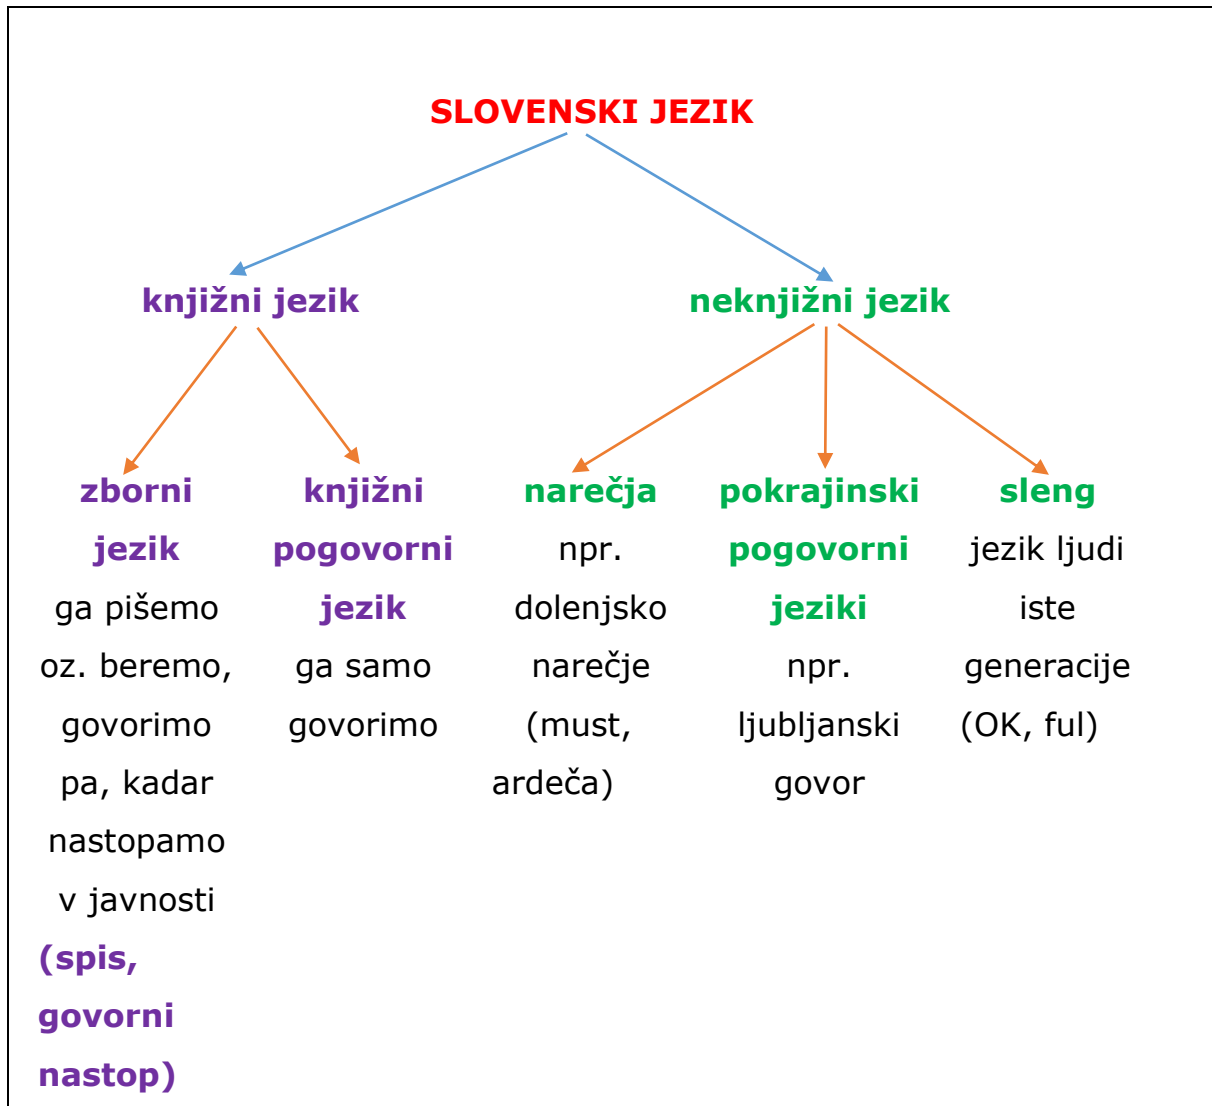 SLOVENSKI JEZIK
knjižni jezik
neknjižni jezik
zborni
jezik
ga pišemo
oz. beremo,
govorimo
pa, kadar
nastopamo
v javnosti
(spis,
govorni
nastop)
knjižni
pogovorni
jezik
ga samo
govorimo
narečja
npr.
dolenjsko
narečje
(must,
ardeča)
pokrajinski
pogovorni
jeziki
npr.
ljubljanski
govor
sleng
jezik ljudi
iste
generacije
(OK, ful)